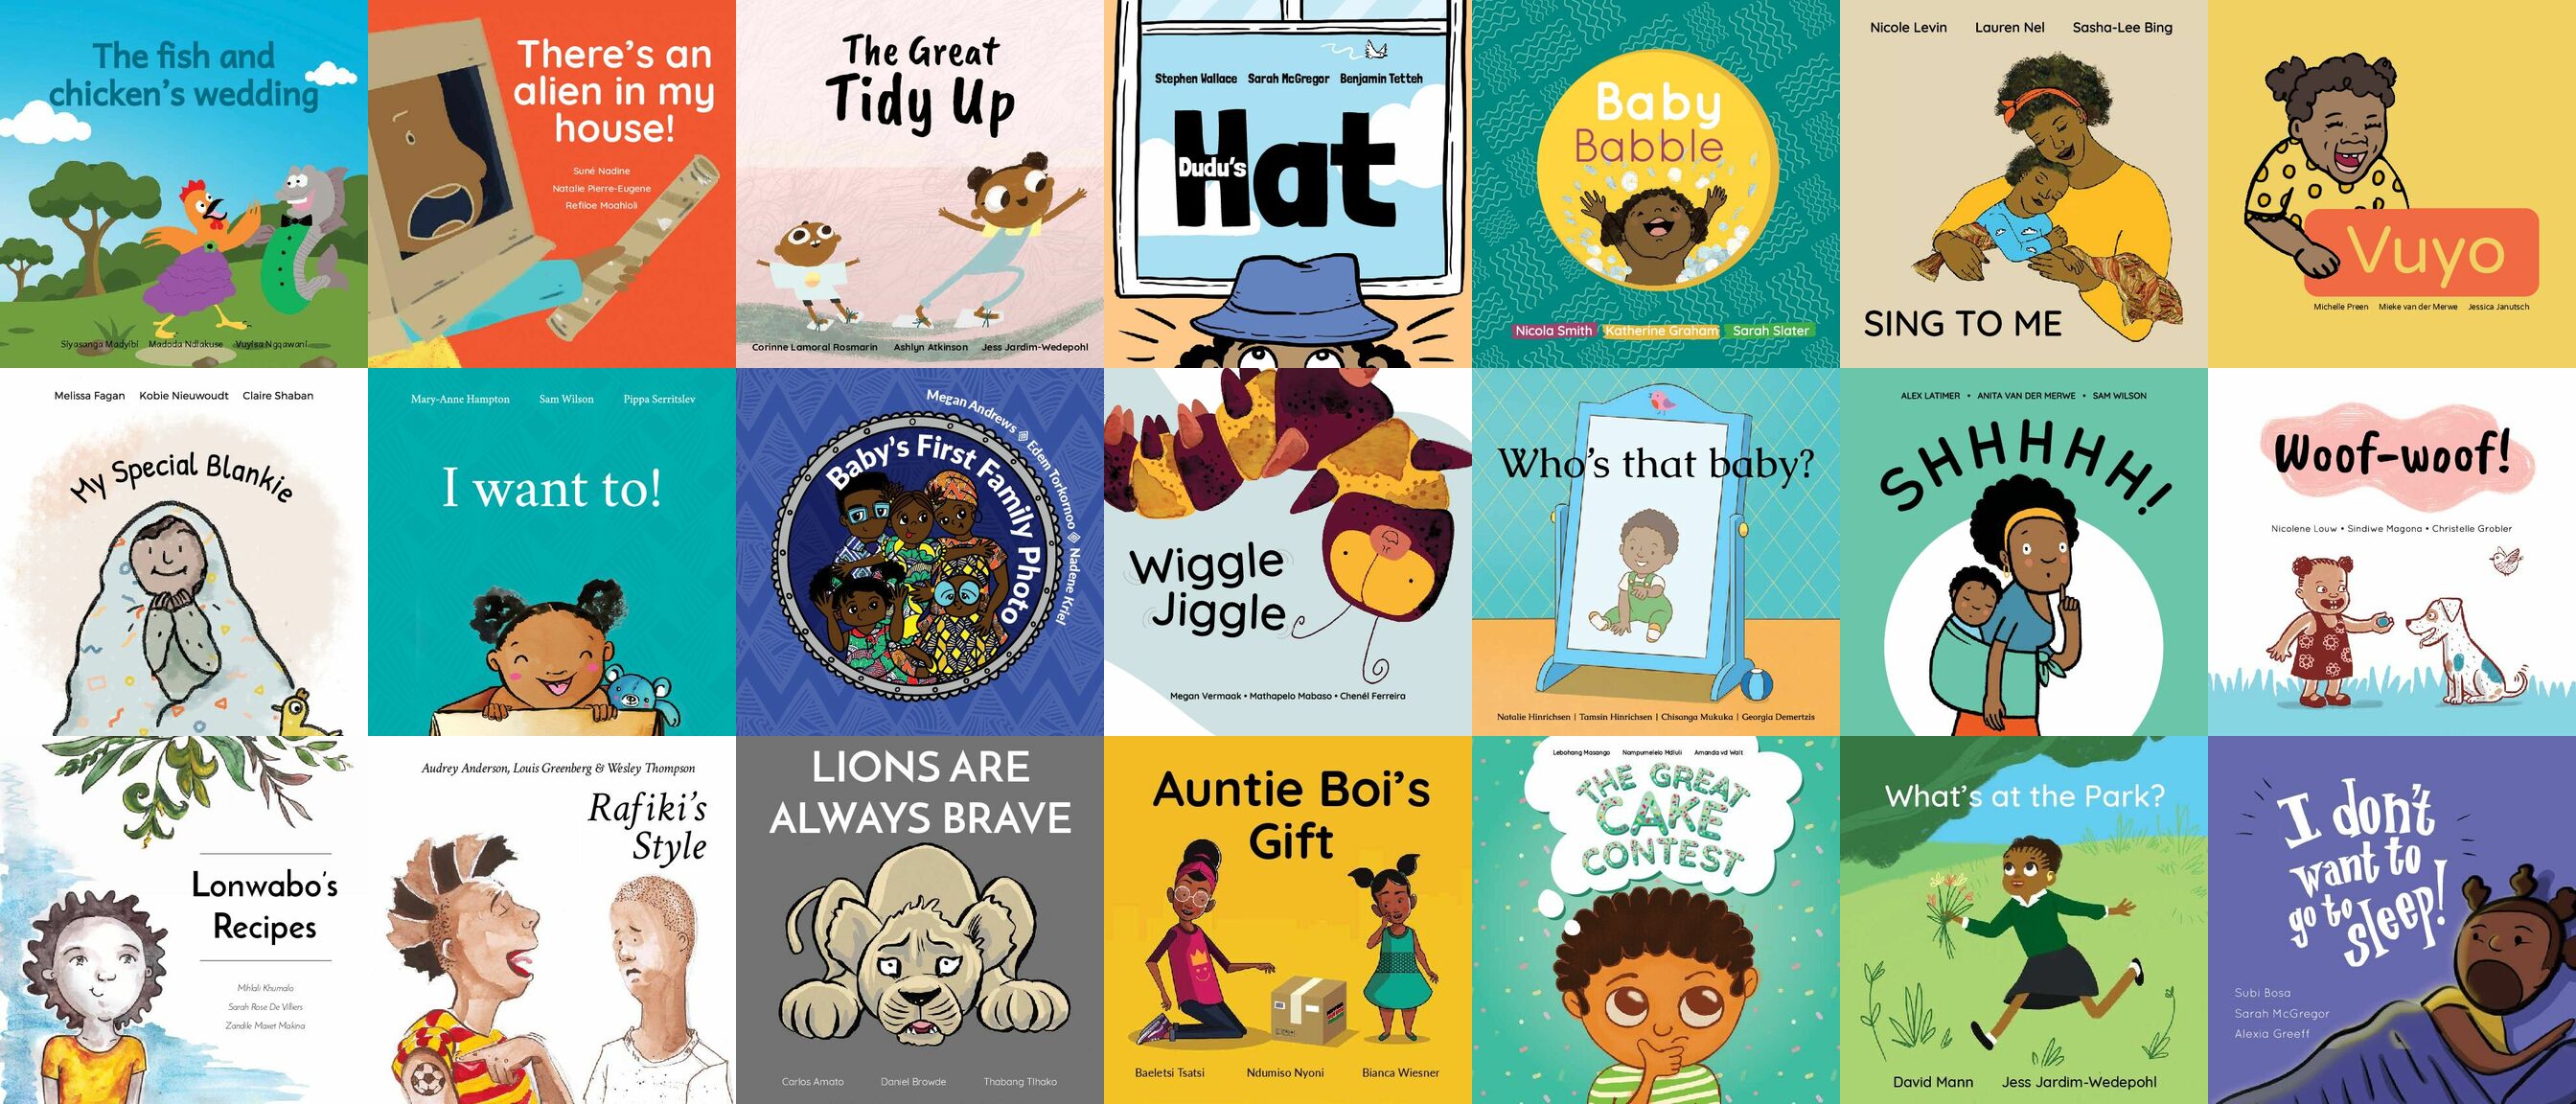 The fish and
chicken's wedding
Siyasanga Madyibi Madoda Ndlakuse Vuyisa Ngqawani
There's an
alien in my
house!
Suné Nadine
Natalie Pierre-Eugene
Refiloe Moahloli
The Great
Tidy Up
Corinne Lamoral Rosmarin Ashlyn Atkinson Jess Jardim-Wedepohl
Stephen Wallace Sarah McGregor Benjamin Tetteh
Dudu's
Hat
Baby
Babble
Nicola Smith Katherine Graham Sarah Slater
Nicole Levin Lauren Nel Sasha-Lee Bing
SING TO ME
Vuyo
Michelle Preen Mieke van der Merwe Jessica Janutsch
Melissa Fagan Kobie Nieuwoudt Claire Shaban
My Special Blankie
Mary-Anne Hampton Sam Wilson Pippa Serritslev
I want to!
Megan Andrews Edem Torkornoo Nadene Kriel
Baby's First Family Photo
Wiggle
Jiggle
Megan Vermaak • Mathapelo Mabaso • Chenél Ferreira
Who's that baby?
Natalie Hinrichsen | Tamsin Hinrichsen | Chisanga Mukuka | Georgia Demertzis
ALEX LATIMER • ANITA VAN DER MERWE • SAM WILSON
SHHHHH!
Woof-woof!
Nicolene Louw • Sindiwe Magona • Christelle Grobler
Lonwabo's
Recipes
Mihlali Khumalo
Sarah Rose De Villiers
Zandile Maxet Makina
Audrey Anderson, Louis Greenberg & Wesley Thompson
Rafiki's
Style
LIONS ARE
ALWAYS BRAVE
Carlos Amato Daniel Browde Thabang Tlhako
Auntie Boi's
Gift
Baeletsi Tsatsi Ndumiso Nyoni Bianca Wiesner
Lebohang Masango Nompumelelo Mdluli Amanda vd Walt
THE GREAT
CAKE
CONTEST
What's at the Park?
David Mann Jess Jardim-Wedepohl
I don't
want to
go to
sleep!
Subi Bosa
Sarah McGregor
Alexia Greeff